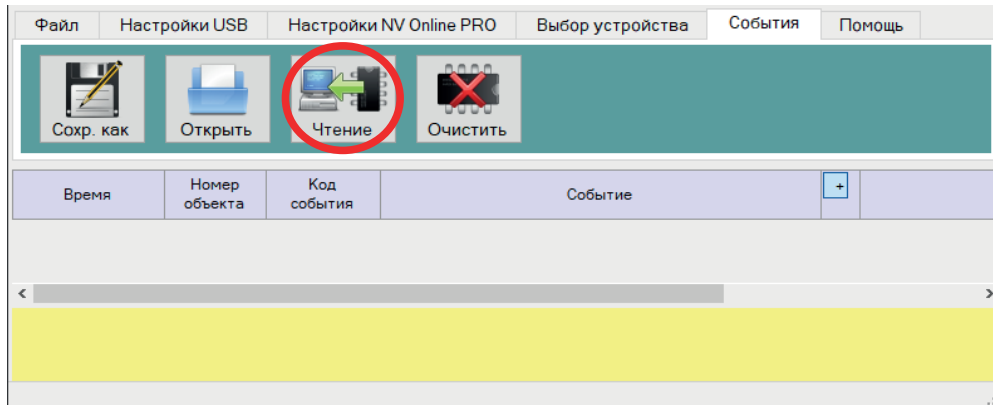 Файл Настройки USB Настройки NV Online PRO Выбор устройства События Помощь
Сохр. как Открыть Чтение Очистить
Время Номер объекта Код события Событие +